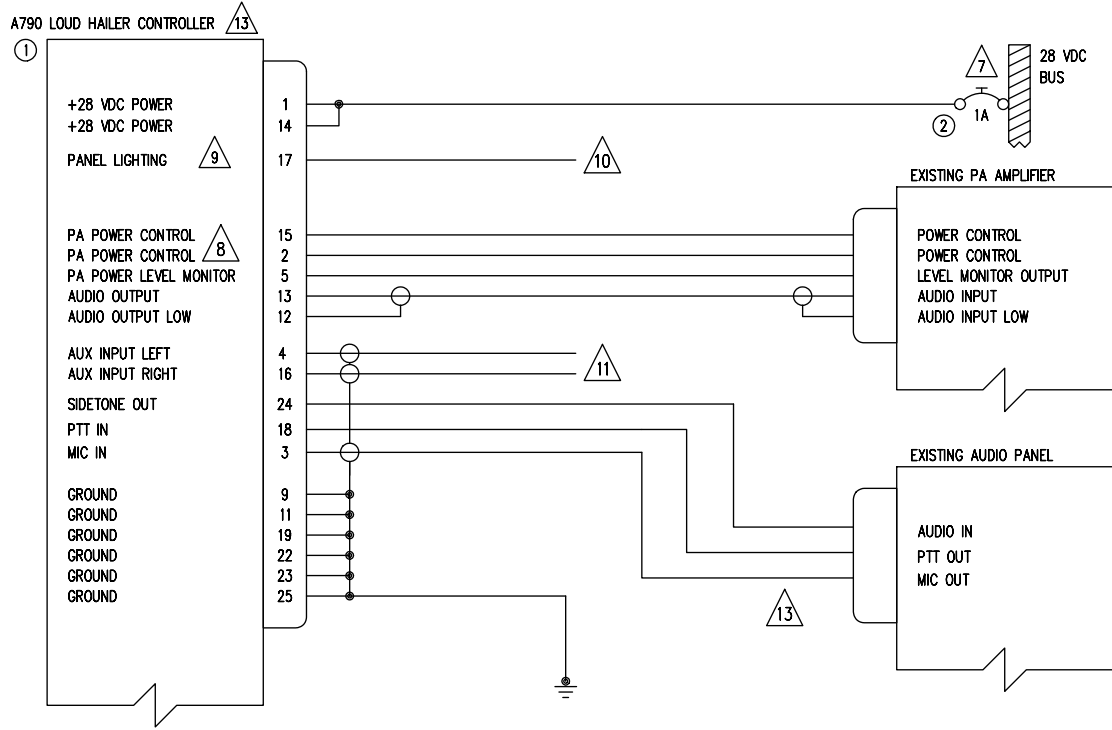 A790 LOUD HAILER CONTROLLER 13
1
7
28 VDC
BUS
+28 VDC POWER 1
+28 VDC POWER 14
2
1A
PANEL LIGHTING 9 17 10
EXISTING PA AMPLIFIER
PA POWER CONTROL 15 POWER CONTROL
PA POWER CONTROL 8 2 POWER CONTROL
PA POWER LEVEL MONITOR 5 LEVEL MONITOR OUTPUT
AUDIO OUTPUT 13 AUDIO INPUT
AUDIO OUTPUT LOW 12 AUDIO INPUT LOW
AUX INPUT LEFT 4
11
AUX INPUT RIGHT 16
SIDETONE OUT 24
PTT IN 18
MIC IN 3
EXISTING AUDIO PANEL
GROUND 9
GROUND 11
GROUND 19
GROUND 22
GROUND 23
GROUND 25
AUDIO IN
PTT OUT
MIC OUT
13